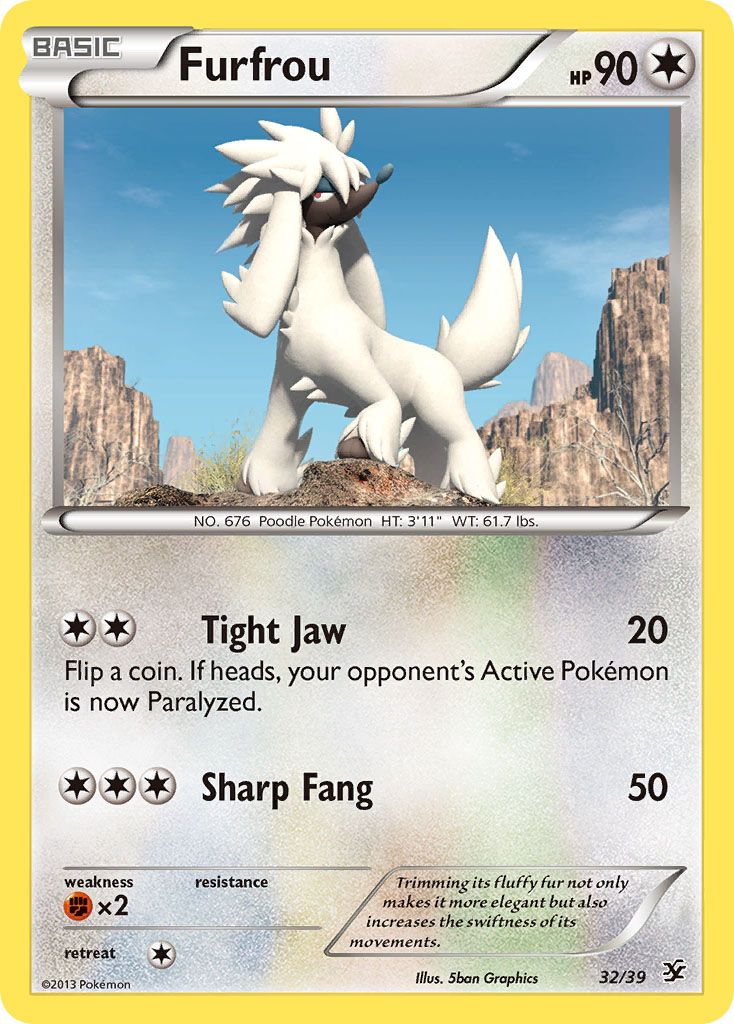 BASIC
Furfrou
HP 90
NO. 676 Poodle Pokémon HT: 3'11" WT: 61.7 lbs.
Tight Jaw 20
Flip a coin. If heads, your opponent's Active Pokémon
is now Paralyzed.
Sharp Fang 50
weakness resistance
×2
retreat
Trimming its fluffy fur not only
makes it more elegant but also
increases the swiftness of its
movements.
©2013 Pokémon
Illus. 5ban Graphics 32/39